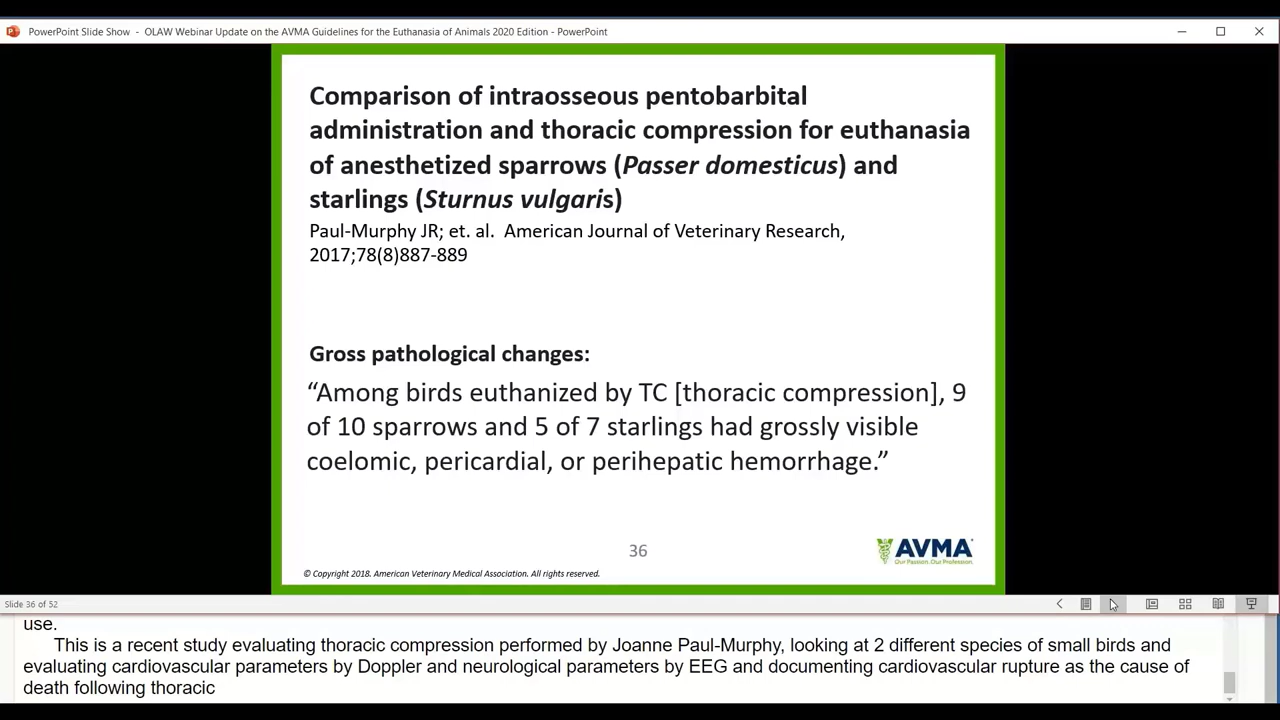 PowerPoint Slide Show - OLAW Webinar Update on the AVMA Guidelines for the Euthanasia of Animals 2020 Edition - PowerPoint
Comparison of intraosseous pentobarbital
administration and thoracic compression for euthanasia
of anesthetized sparrows (Passer domesticus) and
starlings (Sturnus vulgaris)
Paul-Murphy JR; et. al. American Journal of Veterinary Research,
2017;78(8)887-889
Gross pathological changes:
“Among birds euthanized by TC [thoracic compression], 9
of 10 sparrows and 5 of 7 starlings had grossly visible
coelomic, pericardial, or perihepatic hemorrhage.”
36
AVMA
Our Passion. Our Profession.
© Copyright 2018. American Veterinary Medical Association. All rights reserved.
Slide 36 of 52
use.
This is a recent study evaluating thoracic compression performed by Joanne Paul-Murphy, looking at 2 different species of small birds and
evaluating cardiovascular parameters by Doppler and neurological parameters by EEG and documenting cardiovascular rupture as the cause of
death following thoracic